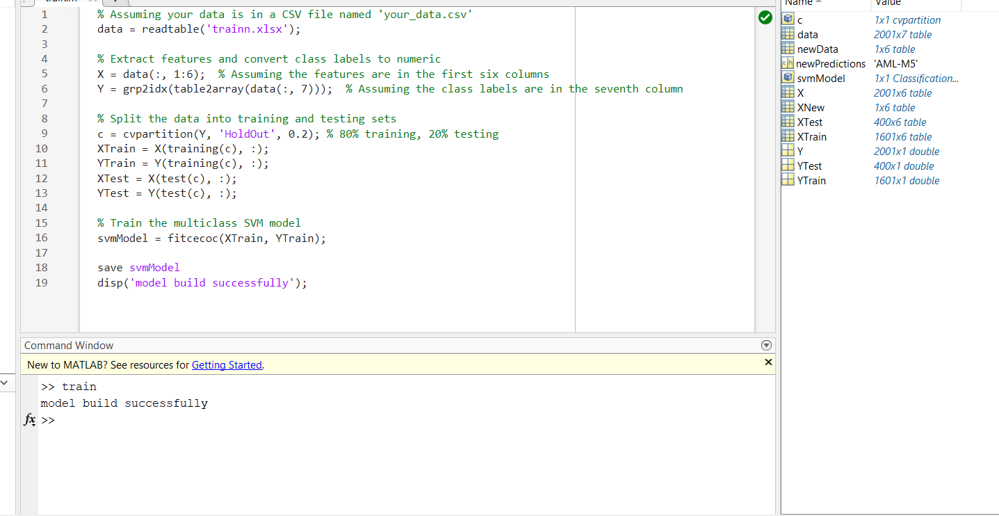 1 % Assuming your data is in a CSV file named 'your_data.csv'
2 data = readtable('trainn.xlsx');
3
4 % Extract features and convert class labels to numeric
5 X = data(:, 1:6);  % Assuming the features are in the first six columns
6 Y = grp2idx(table2array(data(:, 7)));  % Assuming the class labels are in the seventh column
7
8 % Split the data into training and testing sets
9 c = cvpartition(Y, 'HoldOut', 0.2); % 80% training, 20% testing
10 XTrain = X(training(c), :);
11 YTrain = Y(training(c), :);
12 XTest = X(test(c), :);
13 YTest = Y(test(c), :);
14
15 % Train the multiclass SVM model
16 svmModel = fitcecoc(XTrain, YTrain);
17
18 save svmModel
19 disp('model build successfully');
Command Window
New to MATLAB? See resources for Getting Started.
>> train
model build successfully
fx >>
Name Value
c 1x1 cvpartition
data 2001x7 table
newData 1x6 table
newPredictions 'AML-M5'
svmModel 1x1 Classification...
X 2001x6 table
XNew 1x6 table
XTest 400x6 table
XTrain 1601x6 table
Y 2001x1 double
YTest 400x1 double
YTrain 1601x1 double